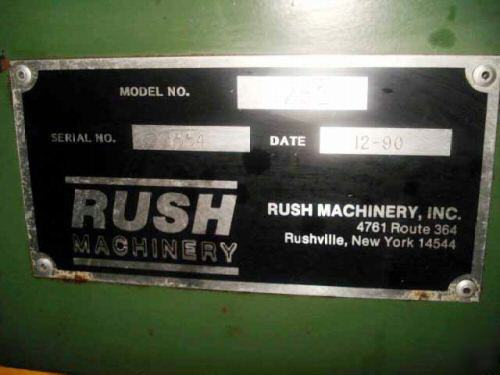 MODEL NO.
SERIAL NO.
DATE 12-90
RUSH
MACHINERY
RUSH MACHINERY, INC.
4761 Route 364
Rushville, New York 14544